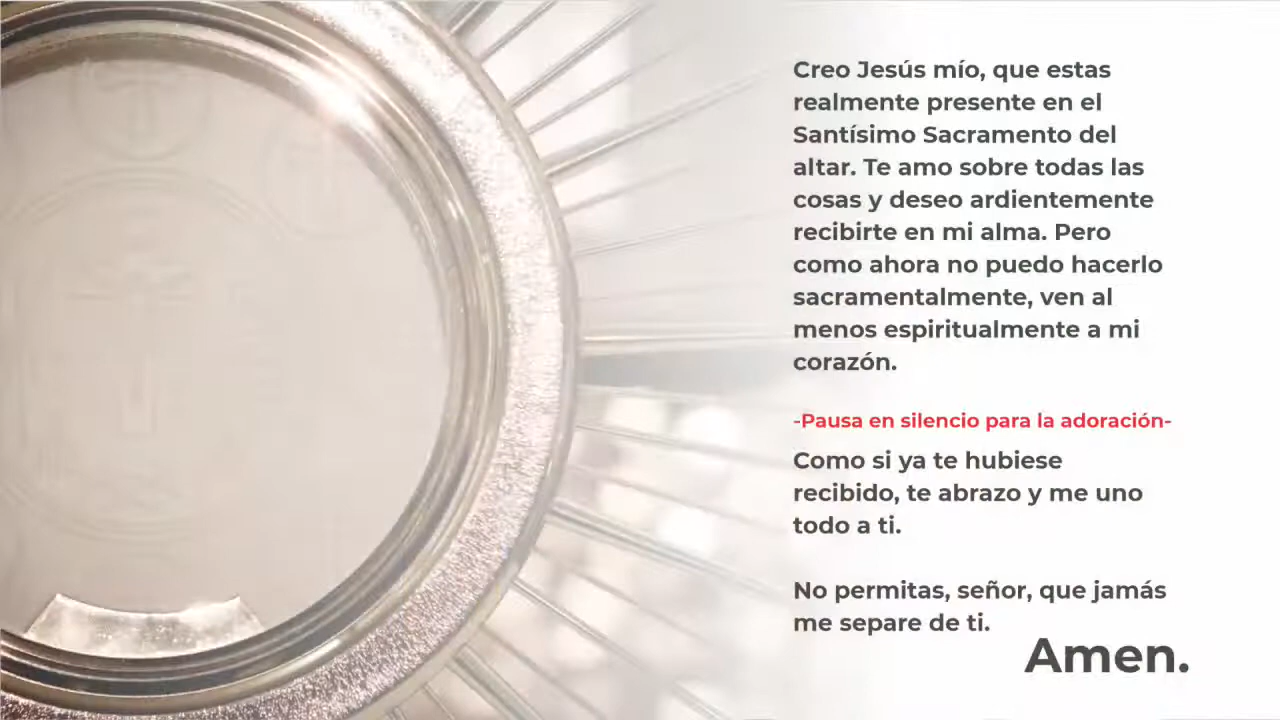 Creo Jesús mío, que estas
realmente presente en el
Santísimo Sacramento del
altar. Te amo sobre todas las
cosas y deseo ardientemente
recibirte en mi alma. Pero
como ahora no puedo hacerlo
sacramentalmente, ven al
menos espiritualmente a mi
corazón.
-Pausa en silencio para la adoración-
Como si ya te hubiese
recibido, te abrazo y me uno
todo a ti.
No permitas, señor, que jamás
me separe de ti.
Amen.